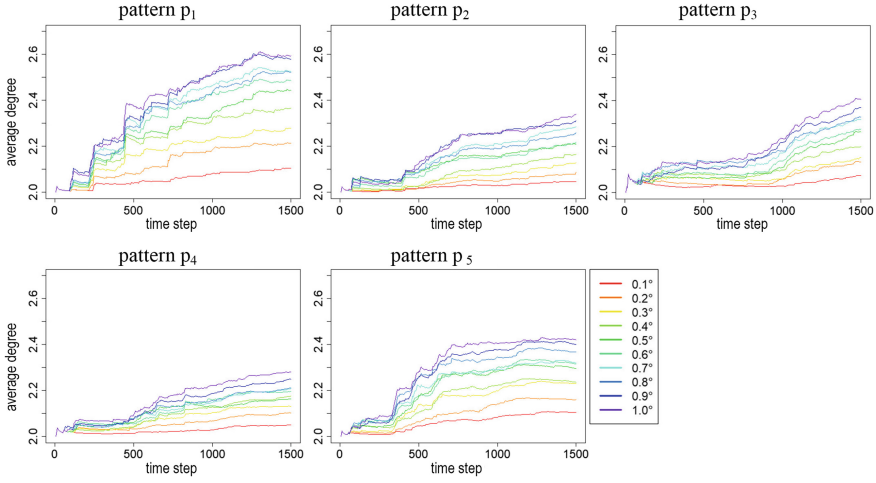 pattern p1
pattern p2
pattern p3
average degree
2.0 2.2 2.4 2.6
2.0 2.2 2.4 2.6
2.0 2.2 2.4 2.6
0 500 1000 1500
0 500 1000 1500
0 500 1000 1500
time step
time step
time step
pattern p4
pattern p 5
average degree
2.0 2.2 2.4 2.6
2.0 2.2 2.4 2.6
0 500 1000 1500
0 500 1000 1500
time step
time step
0.1°
0.2°
0.3°
0.4°
0.5°
0.6°
0.7°
0.8°
0.9°
1.0°